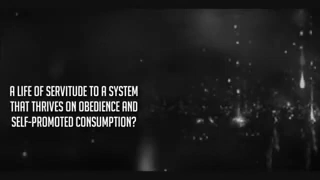 A LIFE OF SERVITUDE TO A SYSTEM
THAT THRIVES ON OBEDIENCE AND
SELF-PROMOTED CONSUMPTION?